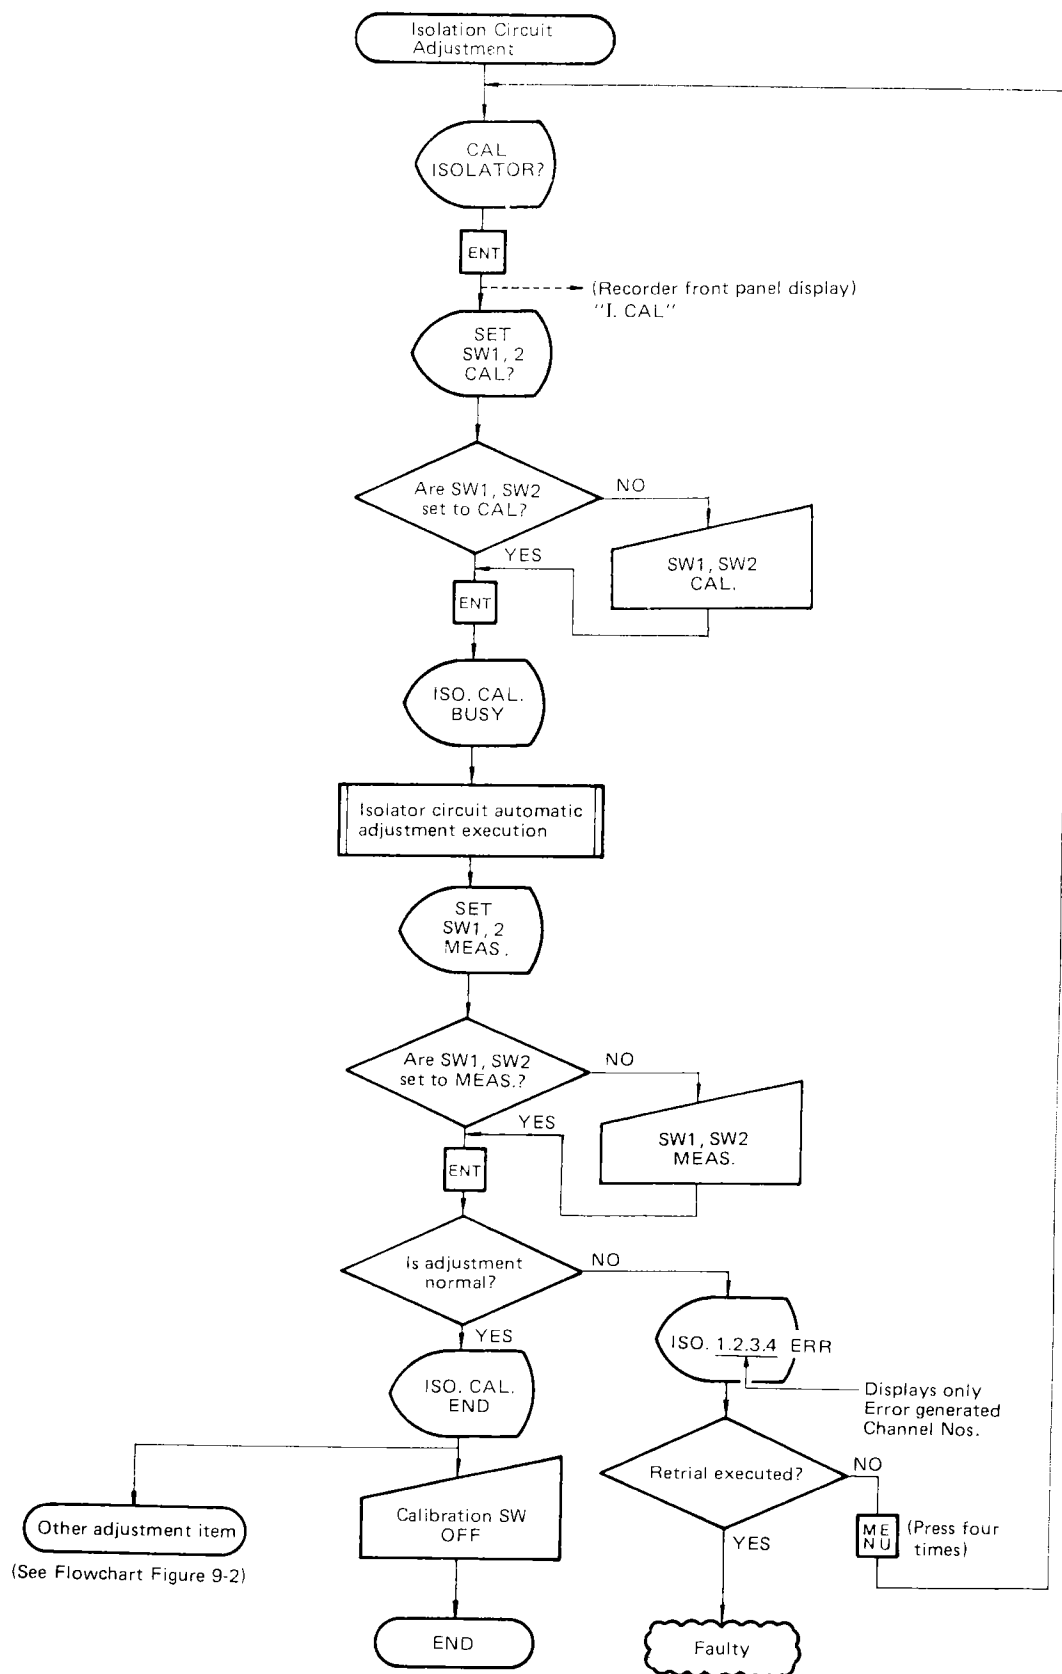 Isolation Circuit
Adjustment
CAL
ISOLATOR?
ENT
(Recorder front panel display)
"I. CAL"
SET
SW1, 2
CAL?
Are SW1, SW2
set to CAL?
NO
SW1, SW2
CAL.
YES
ENT
ISO. CAL.
BUSY
Isolator circuit automatic
adjustment execution
SET
SW1, 2
MEAS.
Are SW1, SW2
set to MEAS.?
NO
SW1, SW2
MEAS.
YES
ENT
Is adjustment
normal?
NO
YES
ISO. 1.2.3.4 ERR
Displays only
Error generated
Channel Nos.
ISO. CAL.
END
Retrial executed?
NO
ME
NU
(Press four
times)
YES
Other adjustment item
(See Flowchart Figure 9-2)
Calibration SW
OFF
END
Faulty